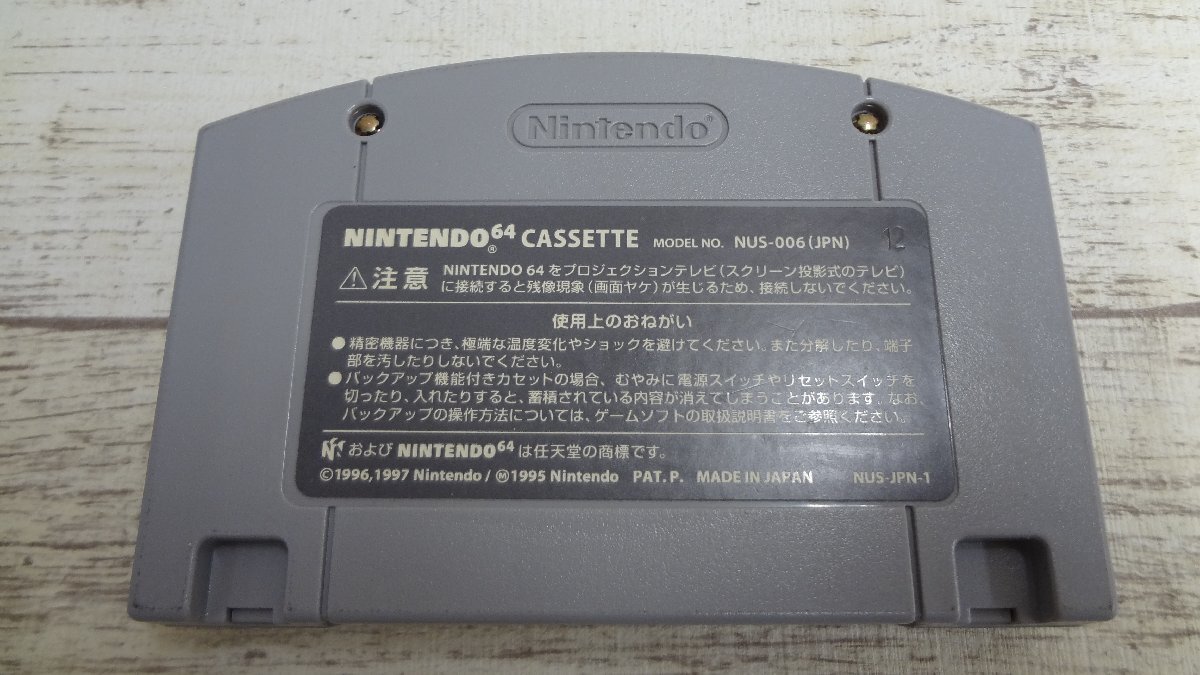 Nintendo®
NINTENDO64® CASSETTE MODEL NO. NUS-006(JPN) 12
⚠注意 NINTENDO 64をプロジェクションテレビ(スクリーン投影式のテレビ)
に接続すると残像現象(画面ヤケ)が生じるため、接続しないでください。
使用上のおねがい
●精密機器につき、極端な温度変化やショックを避けてください。また分解したり、端子
部を汚したりしないでください。
●バックアップ機能付きカセットの場合、むやみに電源スイッチやリセットスイッチを
切ったり、入れたりすると、蓄積されている内容が消えてしまうことがあります。なお、
バックアップの操作方法については、ゲームソフトの取扱説明書をご参照ください。
および NINTENDO64は任天堂の商標です。
©1996,1997 Nintendo/Ⓜ1995 Nintendo PAT.P. MADE IN JAPAN NUS-JPN-1